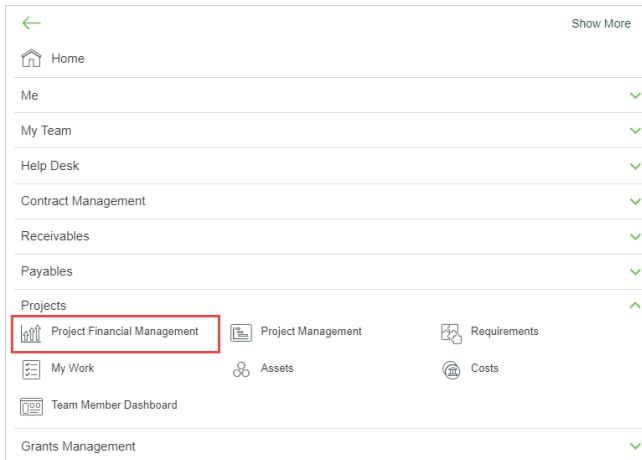 Show More
Home
Me
My Team
Help Desk
Contract Management
Receivables
Payables
Projects
Project Financial Management Project Management Requirements
My Work Assets Costs
Team Member Dashboard
Grants Management